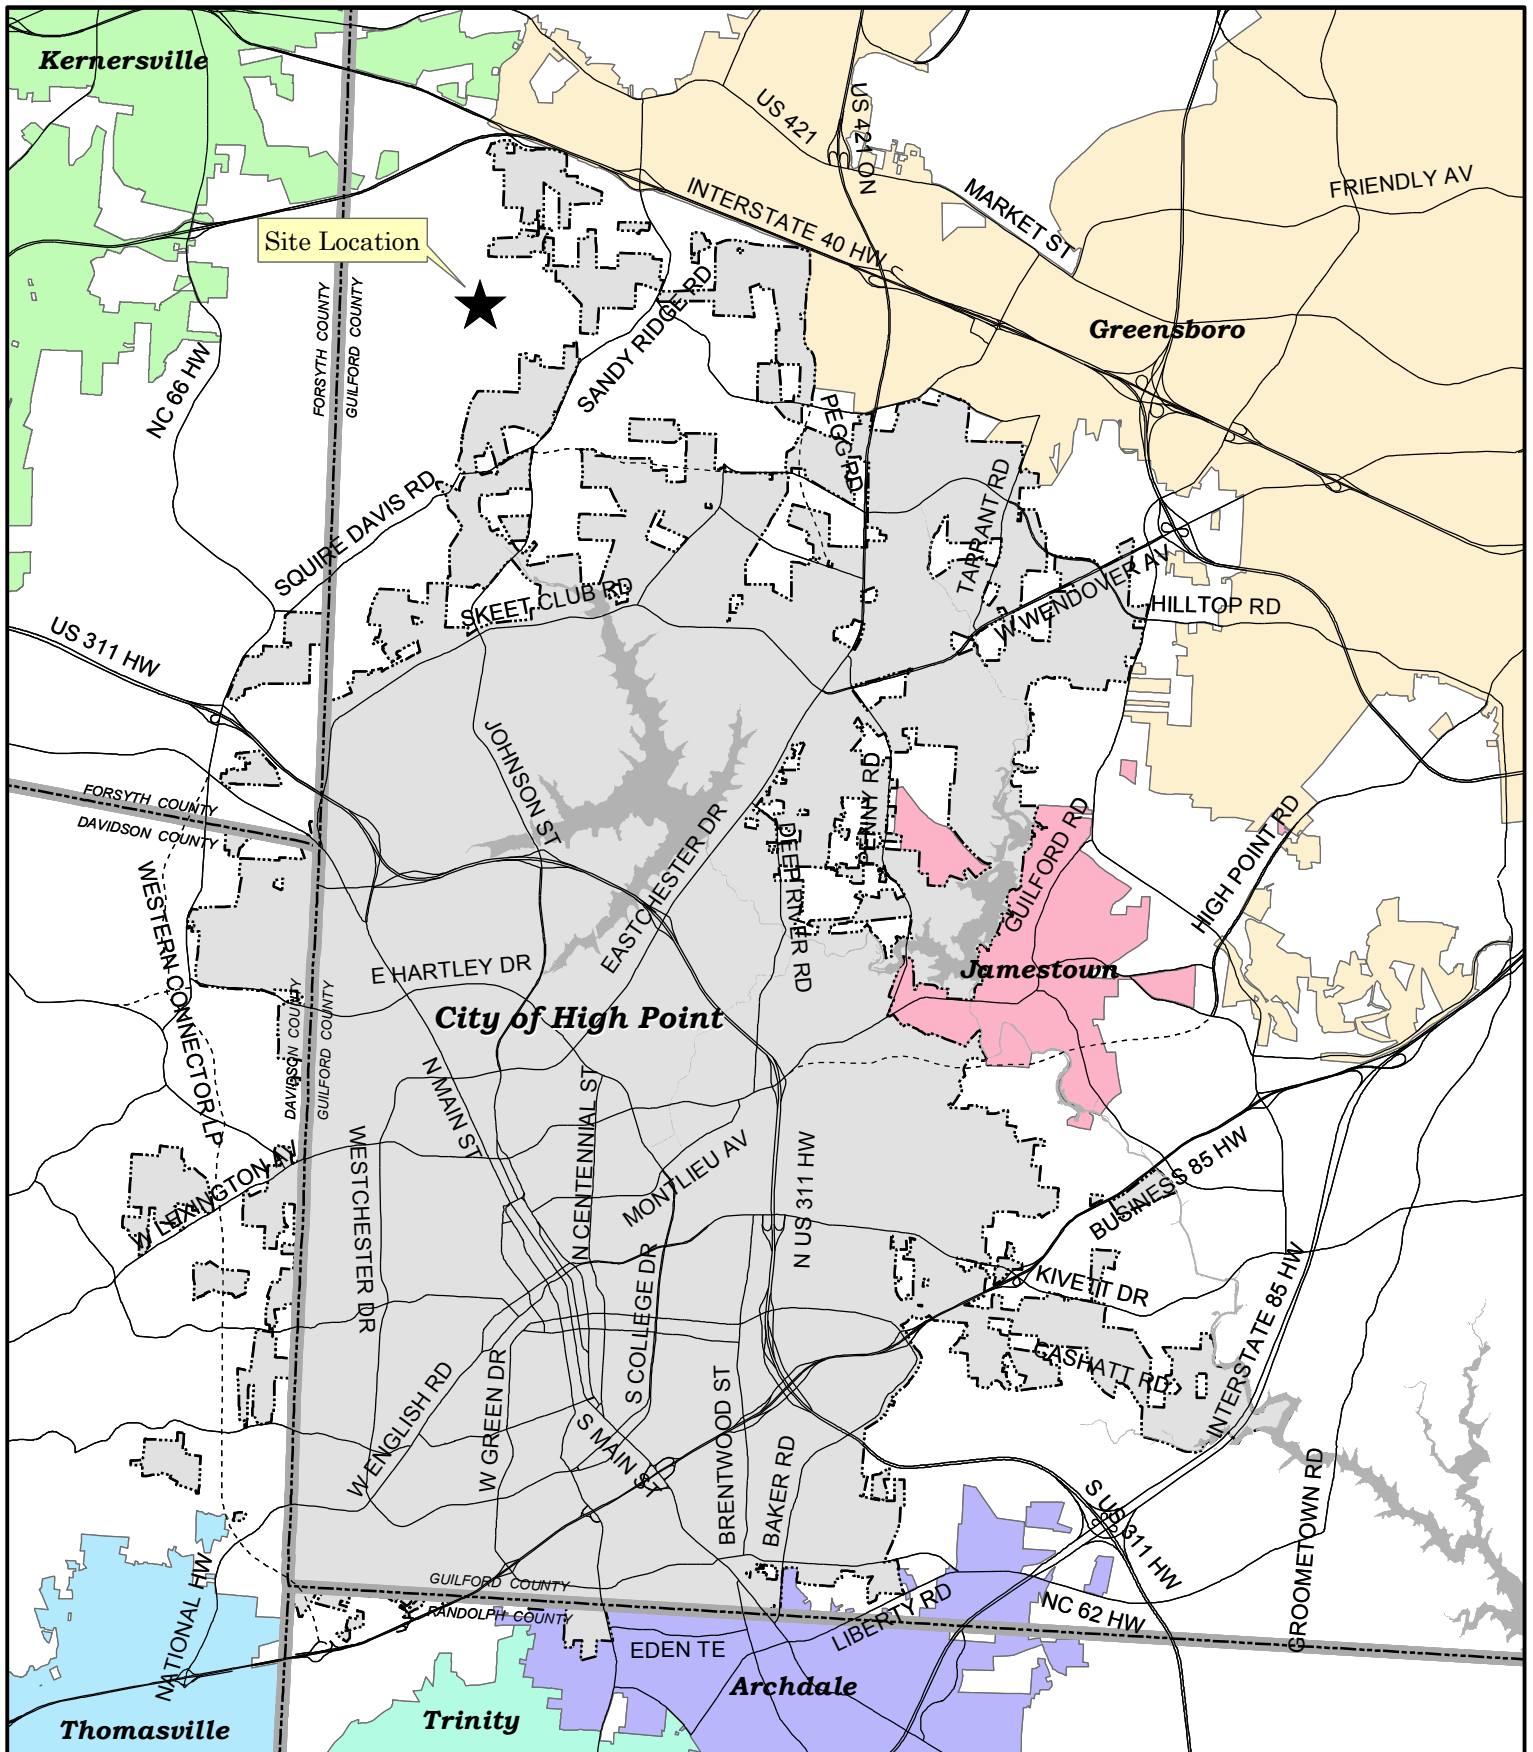 Kernersville
US 421
US 421 ON
FRIENDLY AV
MARKET ST
INTERSTATE 40 HW
Site Location
FORSYTH COUNTY
GUILFORD COUNTY
SANDY RIDGE RD
Greensboro
NC 66 HW
PEGG RD
TARRANT RD
SQUIRE DAVIS RD
SKEET CLUB RD
W WENDOVER AV
HILLTOP RD
US 311 HW
JOHNSON ST
FORSYTH COUNTY
DAVIDSON COUNTY
EASTCHESTER DR
PENNY RD
DEEP RIVER RD
GUILFORD RD
HIGH POINT RD
WESTERN CONNECTOR LP
E HARTLEY DR
Jamestown
City of High Point
DAVIDSON COUNTY
GUILFORD COUNTY
N MAIN ST
N CENTENNIAL ST
MONTLIEU AV
WESTCHESTER DR
W LEXINGTON AV
N US 311 HW
BUSINESS 85 HW
KIVETT DR
S COLLEGE DR
INTERSTATE 85 HW
CASHATT RD
W ENGLISH RD
W GREEN DR
S MAIN ST
BRENTWOOD ST
BAKER RD
S US 311 HW
GROOMETOWN RD
NATIONAL HW
GUILFORD COUNTY
RANDOLPH COUNTY
LIBERTY RD
NC 62 HW
EDEN TE
Archdale
Trinity
Thomasville